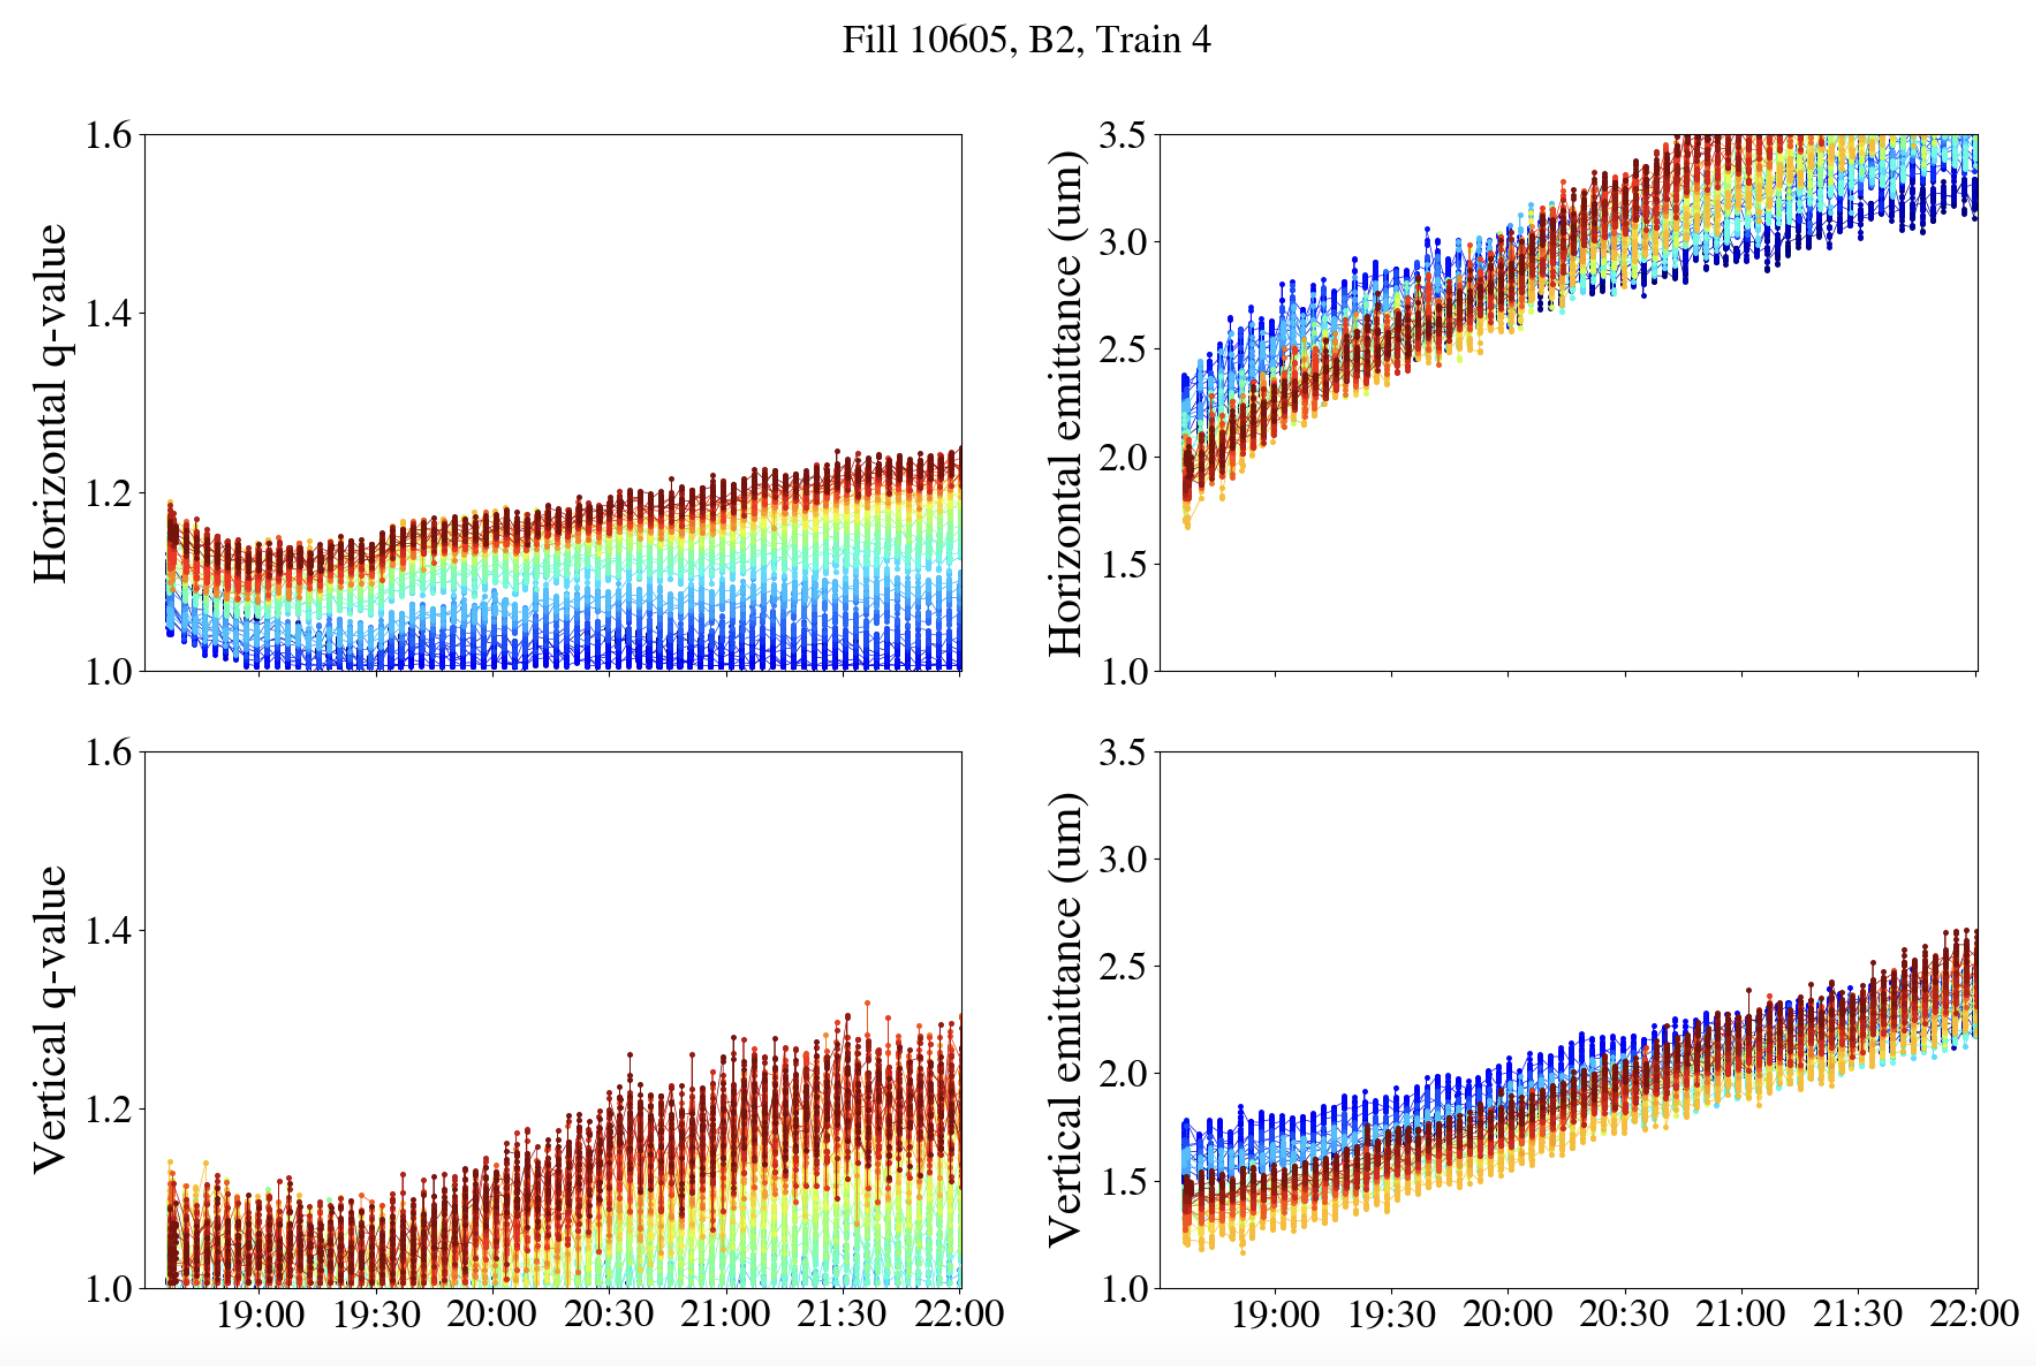 Fill 10605, B2, Train 4
Horizontal q-value
1.6
1.4
1.2
1.0
Horizontal emittance (um)
3.5
3.0
2.5
2.0
1.5
1.0
Vertical q-value
1.6
1.4
1.2
1.0
19:00 19:30 20:00 20:30 21:00 21:30 22:00
Vertical emittance (um)
3.5
3.0
2.5
2.0
1.5
1.0
19:00 19:30 20:00 20:30 21:00 21:30 22:00